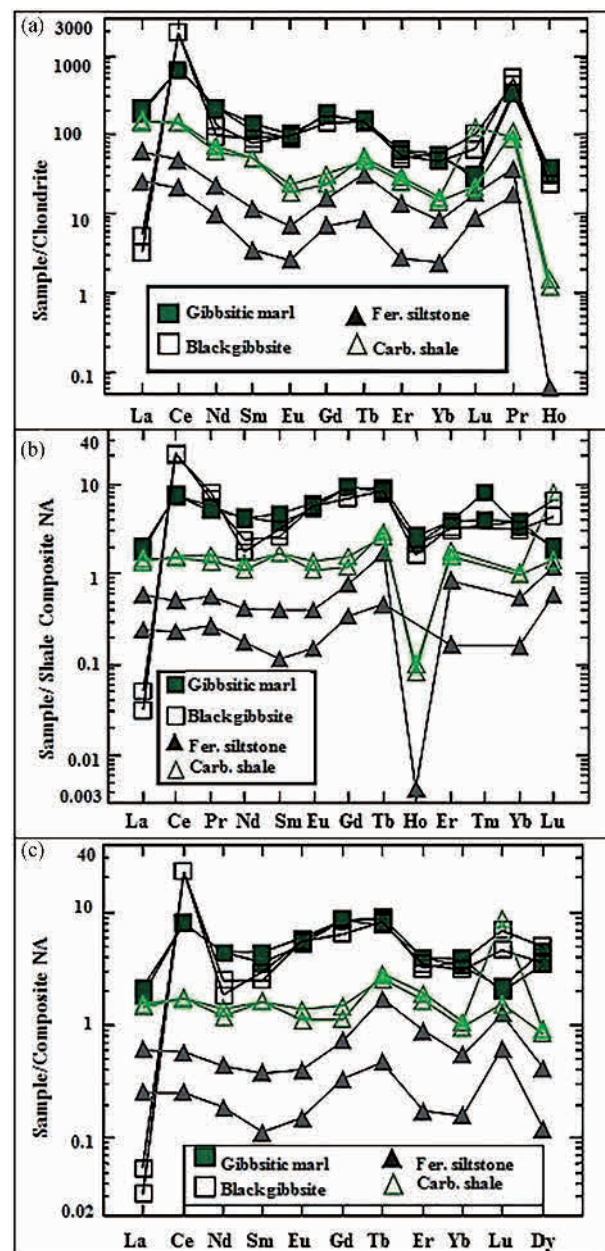 (a)
3000
1000
100
10
1
0.1
Sample/Chondrite
Gibbsitic marl
Fer. siltstone
Blackgibbsite
Carb. shale
La Ce Nd Sm Eu Gd Tb Er Yb Lu Pr Ho
(b)
40
10
1
0.1
0.01
0.003
Sample/ Shale Composite NA
Gibbsitic marl
Blackgibbsite
Fer. siltstone
Carb. shale
La Ce Pr Nd Sm Eu Gd Tb Ho Er Tm Yb Lu
(c)
40
10
1
0.1
0.02
Sample/Composite NA
Gibbsitic marl
Fer. siltstone
Blackgibbsite
Carb. shale
La Ce Nd Sm Eu Gd Tb Er Yb Lu Dy